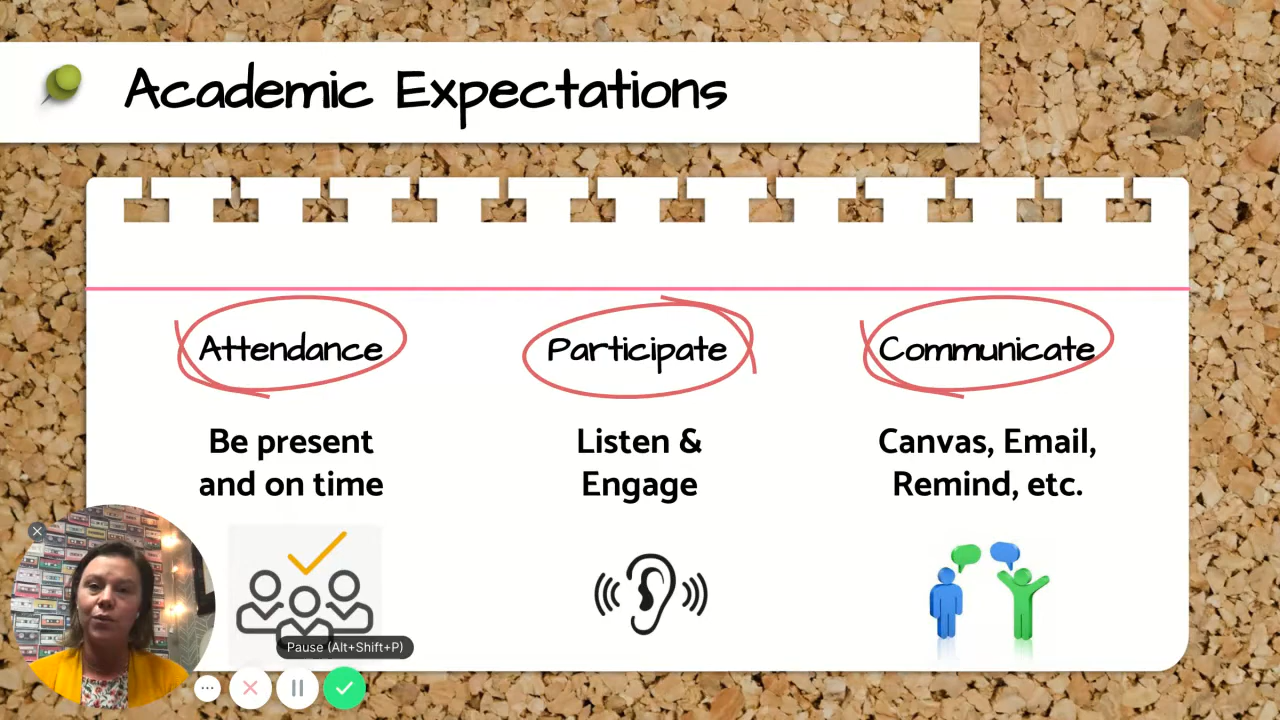 Academic Expectations
Attendance
Participate
Communicate
Be present
and on time
Listen &
Engage
Canvas, Email,
Remind, etc.
Pause (Alt+Shift+P)